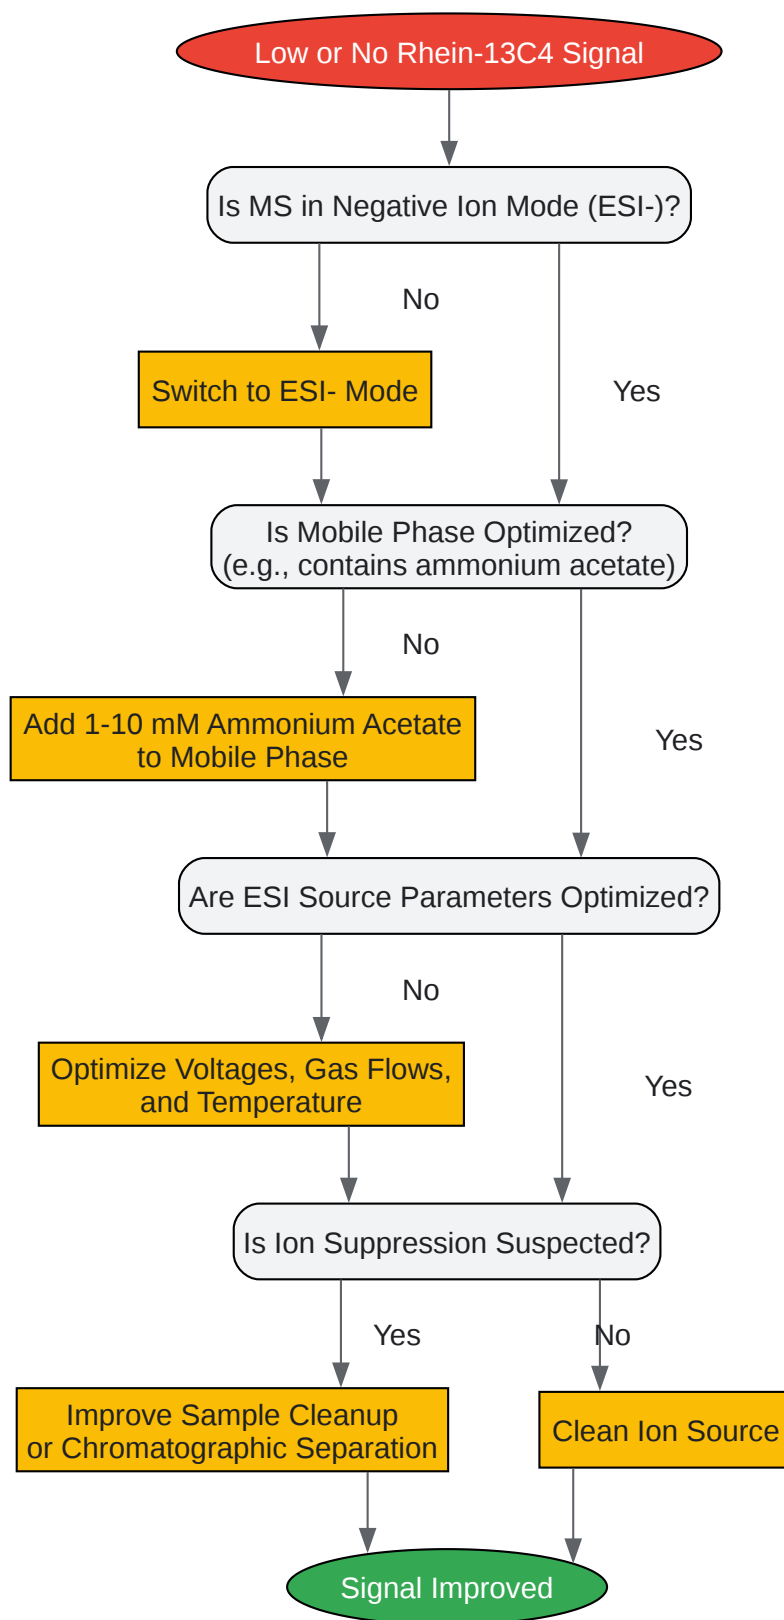 Low or No Rhein-13C4 Signal
Is MS in Negative Ion Mode (ESI-)?
No
Switch to ESI- Mode
Yes
Is Mobile Phase Optimized?
(e.g., contains ammonium acetate)
No
Add 1-10 mM Ammonium Acetate
to Mobile Phase
Yes
Are ESI Source Parameters Optimized?
No
Optimize Voltages, Gas Flows,
and Temperature
Yes
Is Ion Suppression Suspected?
Yes
No
Improve Sample Cleanup
or Chromatographic Separation
Clean Ion Source
Signal Improved